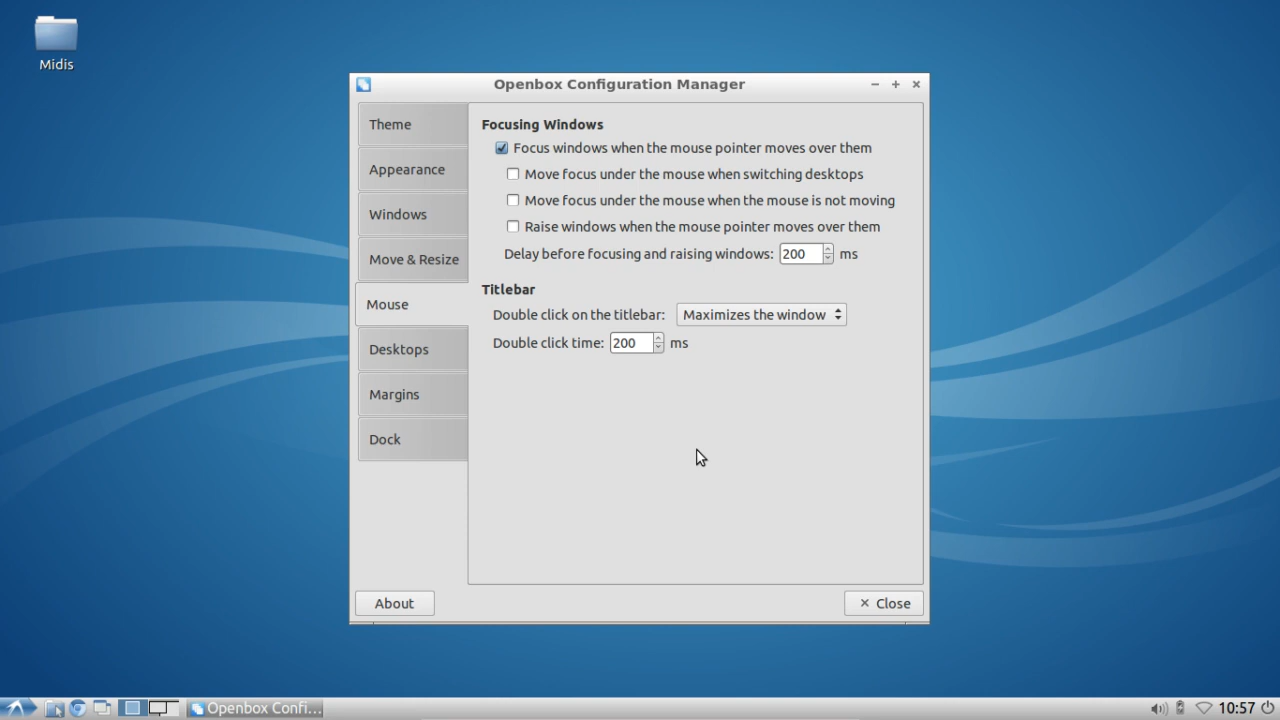 Midis
Openbox Configuration Manager
Theme
Appearance
Windows
Move & Resize
Mouse
Desktops
Margins
Dock
Focusing Windows
Focus windows when the mouse pointer moves over them
Move focus under the mouse when switching desktops
Move focus under the mouse when the mouse is not moving
Raise windows when the mouse pointer moves over them
Delay before focusing and raising windows: 200 ms
Titlebar
Double click on the titlebar: Maximizes the window
Double click time: 200 ms
About
Close
Openbox Confi...
10:57